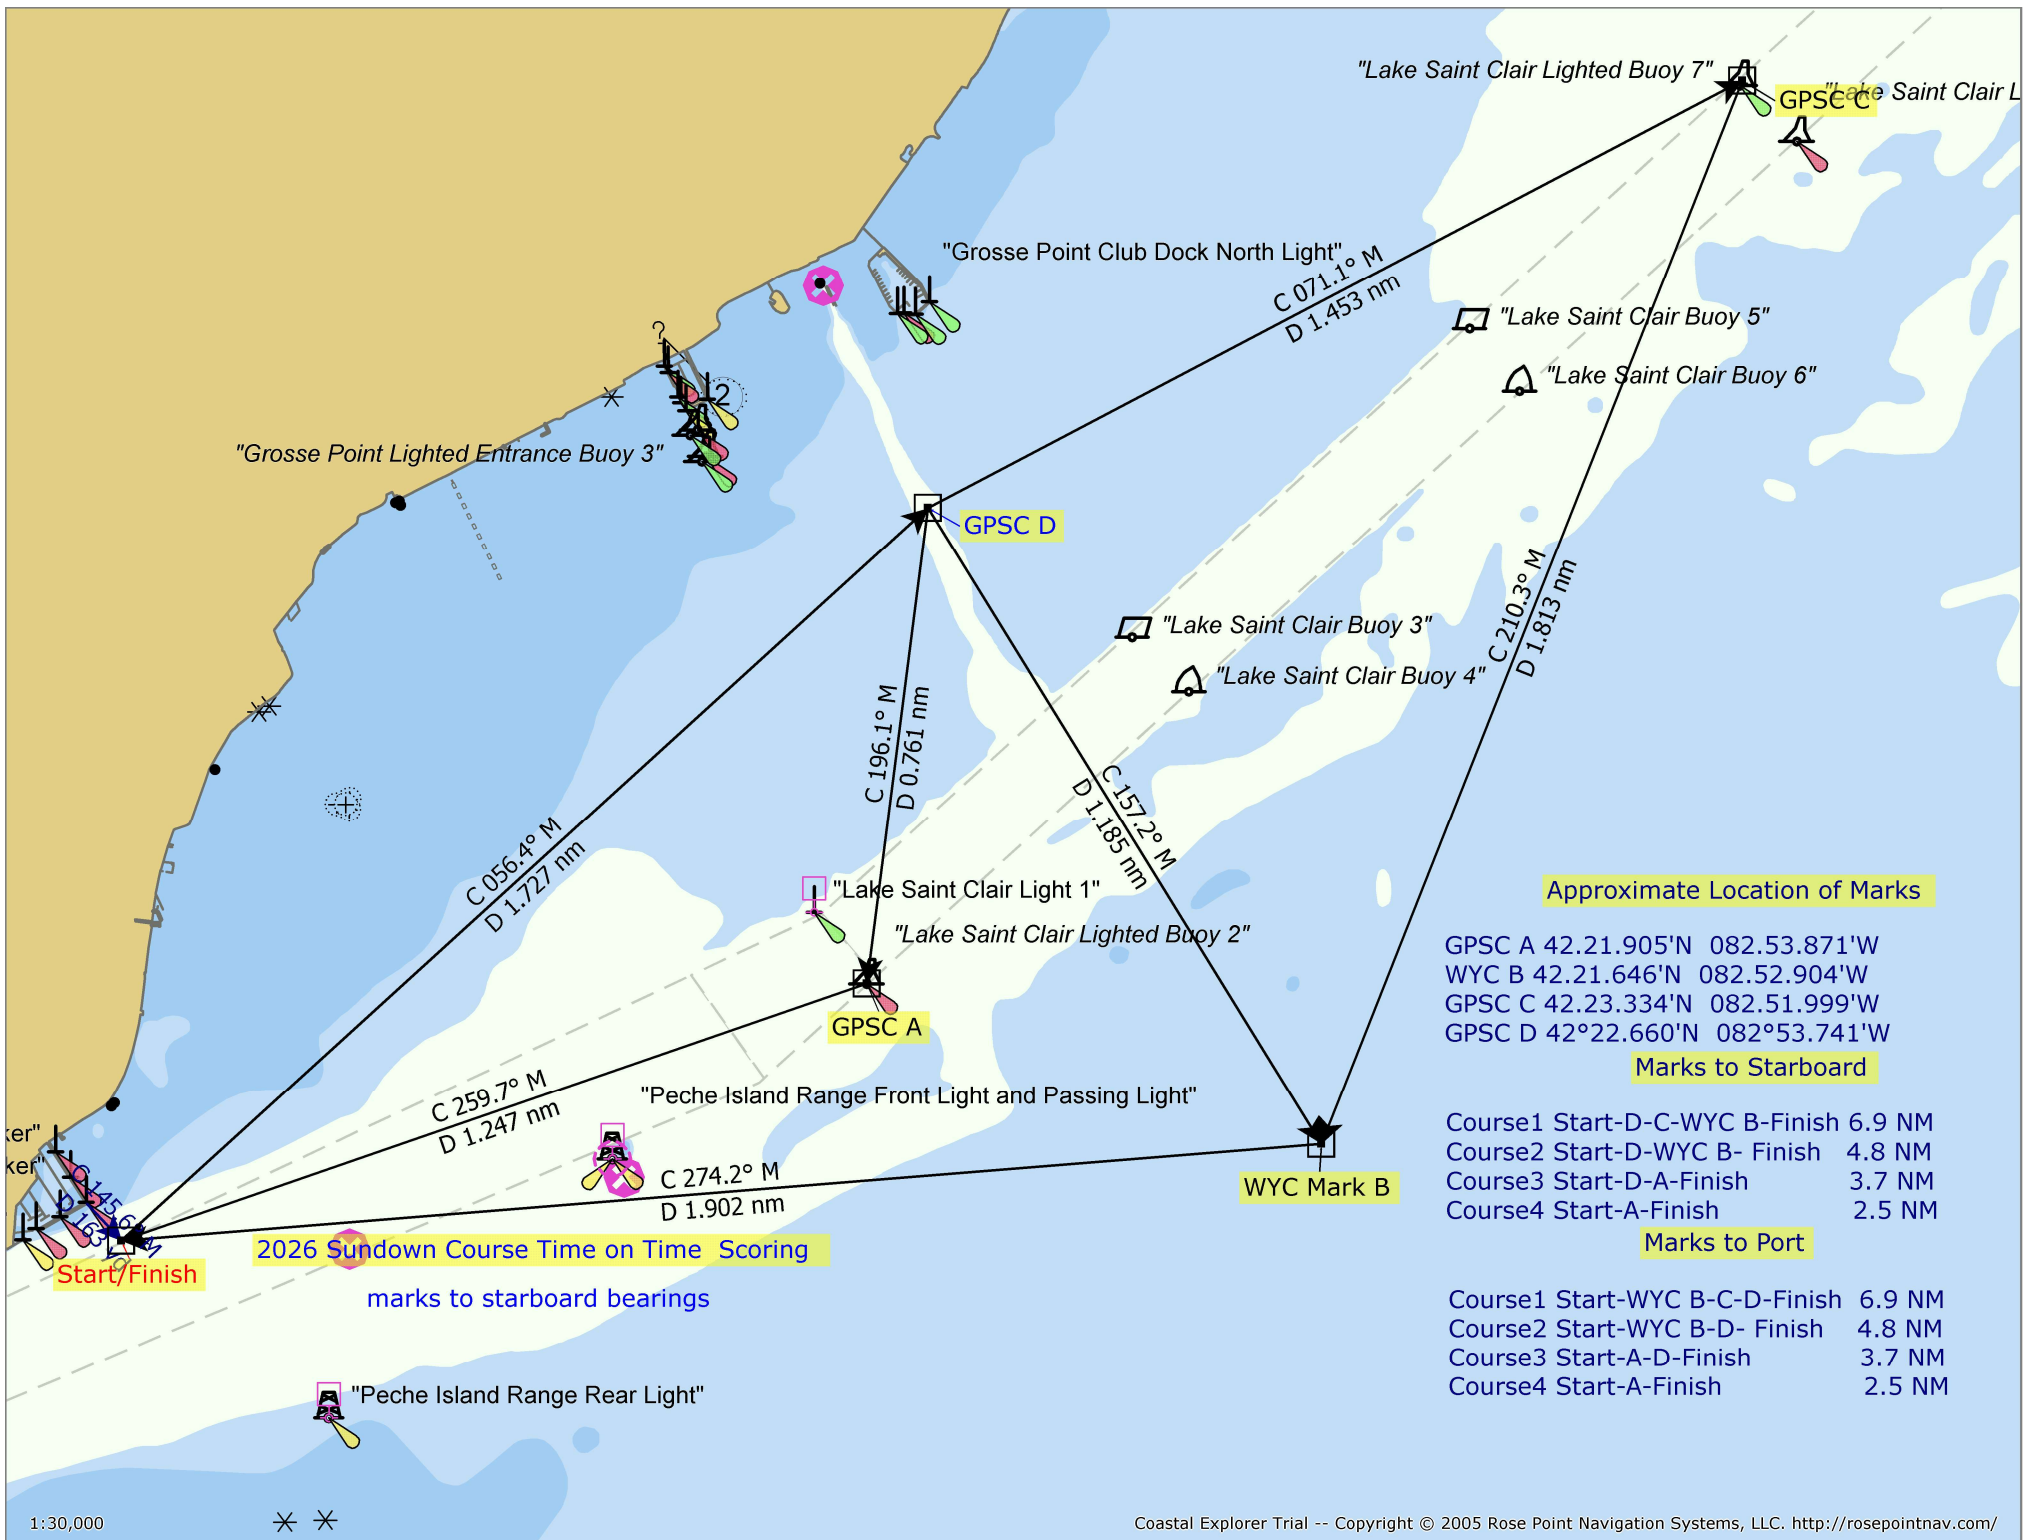 "Lake Saint Clair Lighted Buoy 7"
"Lake Saint Clair L
GPSC C
"Grosse Point Club Dock North Light"
C 071.1° M
D 1.453 nm
"Lake Saint Clair Buoy 5"
"Lake Saint Clair Buoy 6"
2
"Grosse Point Lighted Entrance Buoy 3"
GPSC D
C 210.3° M
D 1.813 nm
"Lake Saint Clair Buoy 3"
"Lake Saint Clair Buoy 4"
C 196.1° M
D 0.761 nm
C 157.2° M
D 1.185 nm
C 056.4° M
D 1.727 nm
"Lake Saint Clair Light 1"
"Lake Saint Clair Lighted Buoy 2"
GPSC A
Approximate Location of Marks
GPSC A 42.21.905'N 082.53.871'W
WYC B 42.21.646'N 082.52.904'W
GPSC C 42.23.334'N 082.51.999'W
GPSC D 42°22.660'N 082°53.741'W
Marks to Starboard
Course1 Start-D-C-WYC B-Finish 6.9 NM
Course2 Start-D-WYC B- Finish 4.8 NM
Course3 Start-D-A-Finish 3.7 NM
Course4 Start-A-Finish 2.5 NM
Marks to Port
Course1 Start-WYC B-C-D-Finish 6.9 NM
Course2 Start-WYC B-D- Finish 4.8 NM
Course3 Start-A-D-Finish 3.7 NM
Course4 Start-A-Finish 2.5 NM
C 259.7° M
D 1.247 nm
"Peche Island Range Front Light and Passing Light"
ker"
ker"
C 145.6° M
D 163 yd
C 274.2° M
D 1.902 nm
WYC Mark B
Start/Finish
2026 Sundown Course Time on Time Scoring
marks to starboard bearings
"Peche Island Range Rear Light"
1:30,000
Coastal Explorer Trial -- Copyright © 2005 Rose Point Navigation Systems, LLC. http://rosepointnav.com/